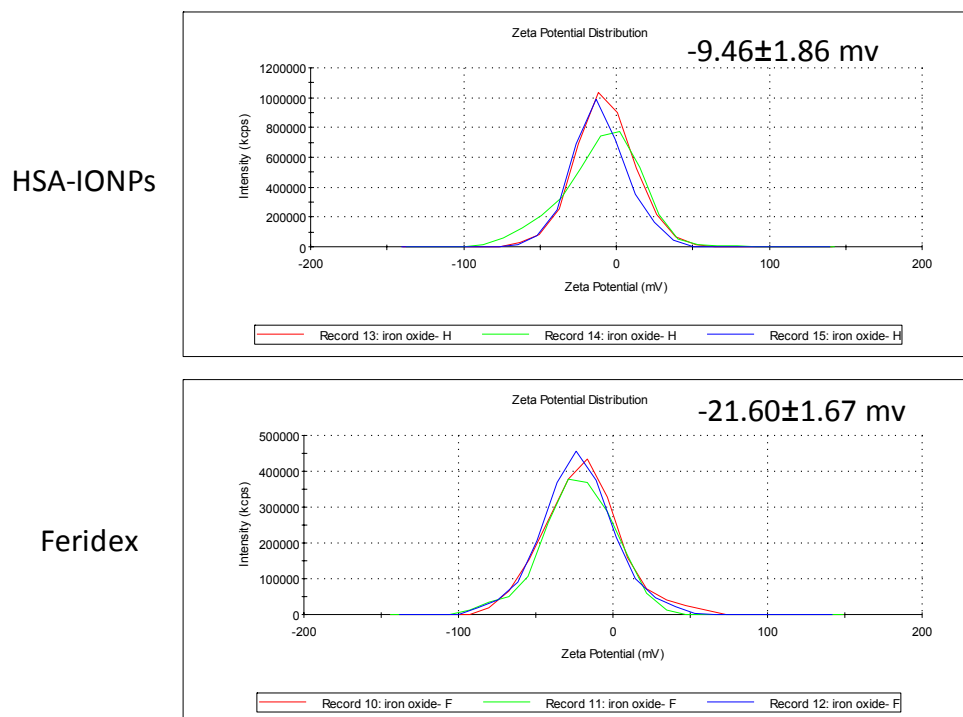 HSA-IONPs
Zeta Potential Distribution
-9.46±1.86 mv
Intensity (kcps)
1200000
1000000
800000
600000
400000
200000
0
-200 -100 0 100 200
Zeta Potential (mV)
Record 13: iron oxide- H Record 14: iron oxide- H Record 15: iron oxide- H
Feridex
Zeta Potential Distribution
-21.60±1.67 mv
Intensity (kcps)
500000
400000
300000
200000
100000
0
-200 -100 0 100 200
Zeta Potential (mV)
Record 10: iron oxide- F Record 11: iron oxide- F Record 12: iron oxide- F